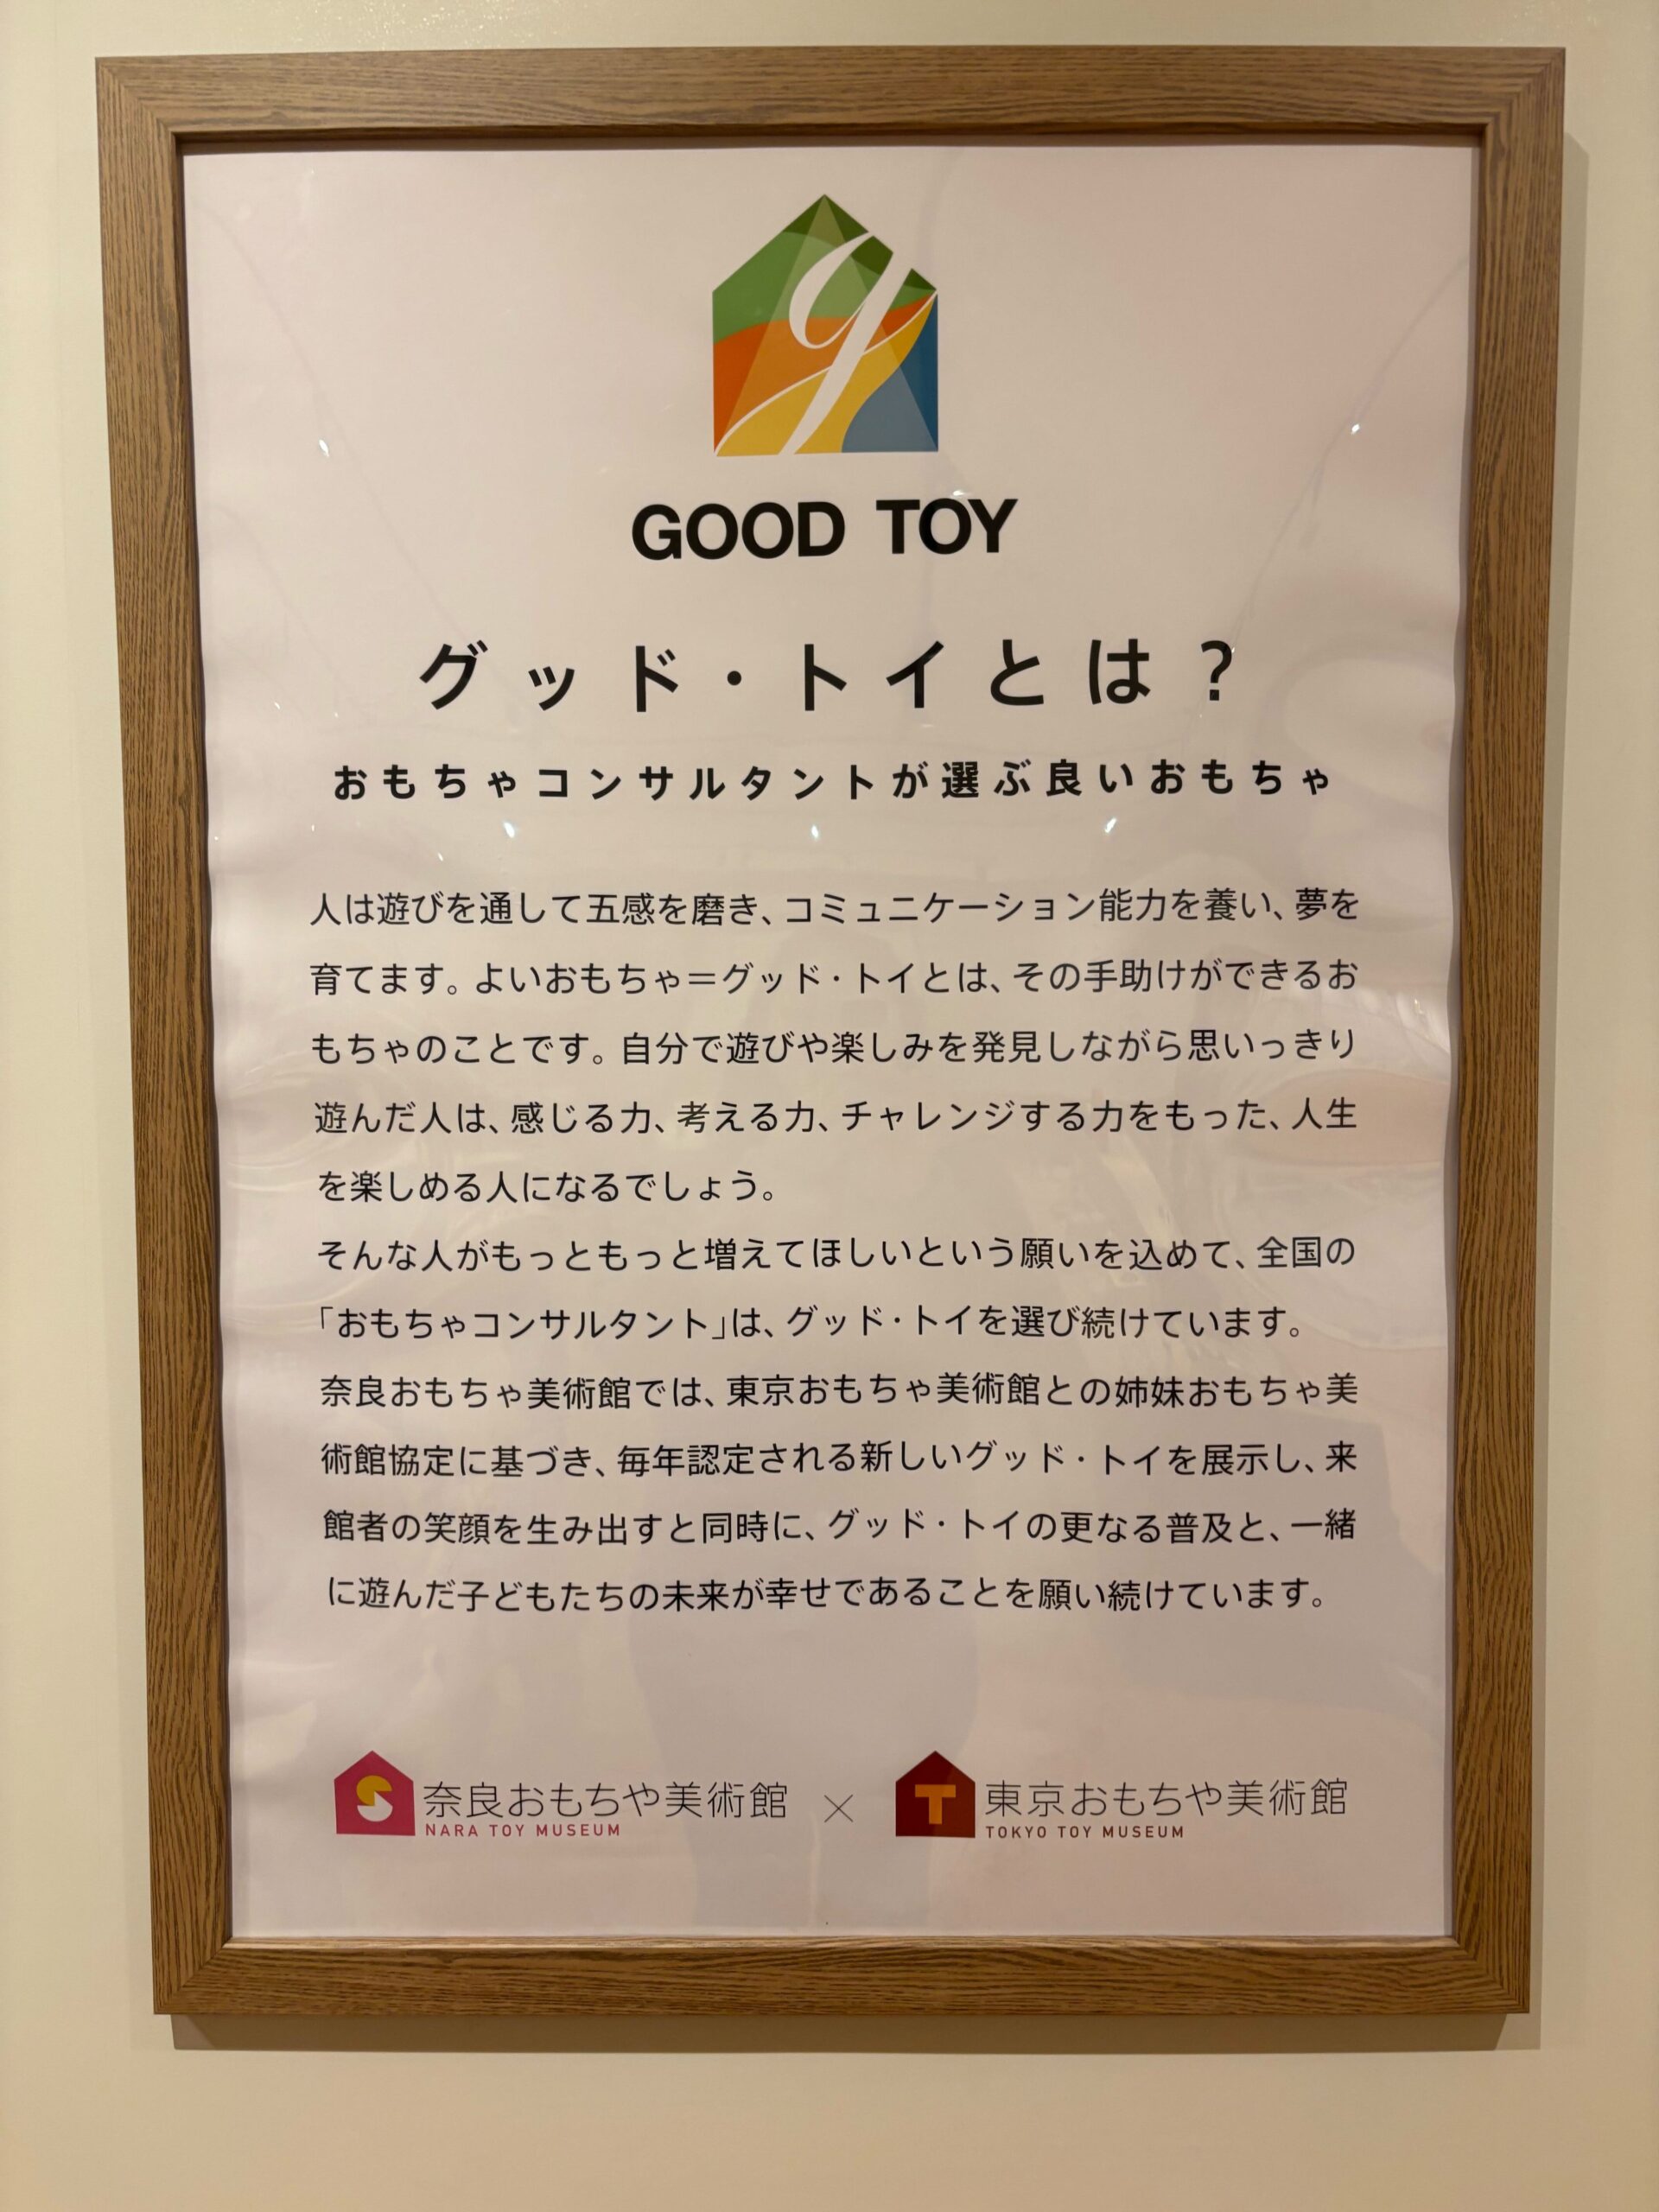 g
GOOD TOY
グッド・トイとは？
おもちゃコンサルタントが選ぶ良いおもちゃ
人は遊びを通して五感を磨き、コミュニケーション能力を養い、夢を
育てます。よいおもちゃ＝グッド・トイとは、その手助けができるお
もちゃのことです。自分で遊びや楽しみを発見しながら思いっきり
遊んだ人は、感じる力、考える力、チャレンジする力をもった、人生
を楽しめる人になるでしょう。
そんな人がもっともっと増えてほしいという願いを込めて、全国の
「おもちゃコンサルタント」は、グッド・トイを選び続けています。
奈良おもちゃ美術館では、東京おもちゃ美術館との姉妹おもちゃ美
術館協定に基づき、毎年認定される新しいグッド・トイを展示し、来
館者の笑顔を生み出すと同時に、グッド・トイの更なる普及と、一緒
に遊んだ子どもたちの未来が幸せであることを願い続けています。
奈良おもちゃ美術館 × T 東京おもちゃ美術館
NARA TOY MUSEUM TOKYO TOY MUSEUM